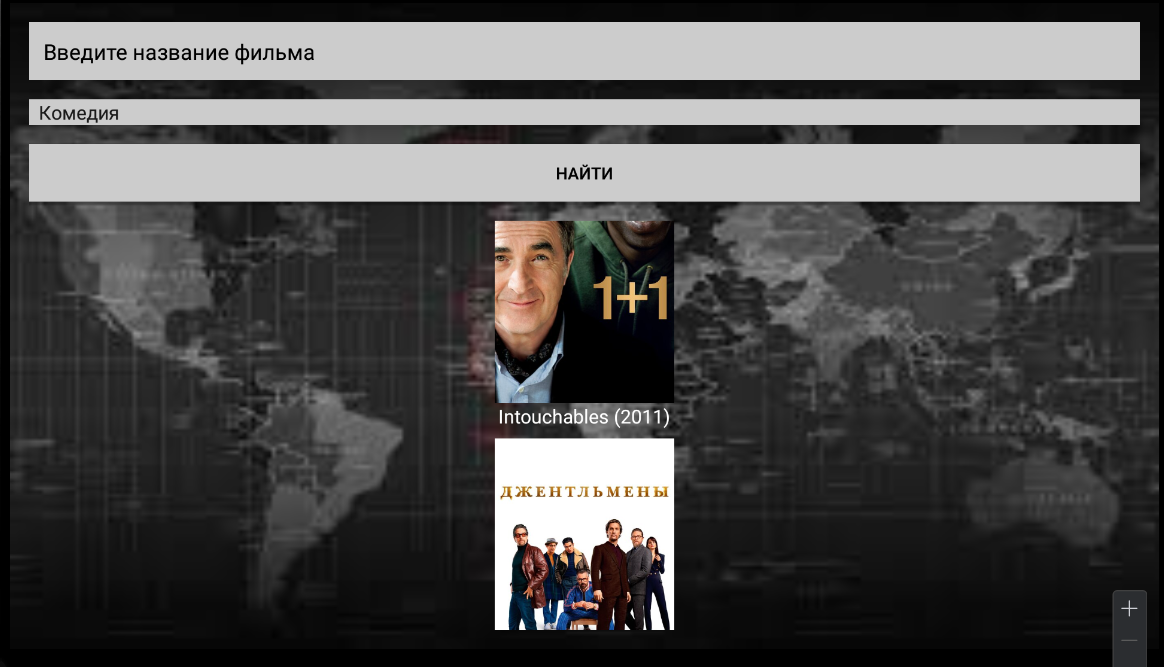 Введите название фильма
Комедия
НАЙТИ
1+1
Intouchables (2011)
ДЖЕНТЛЬМЕНЫ